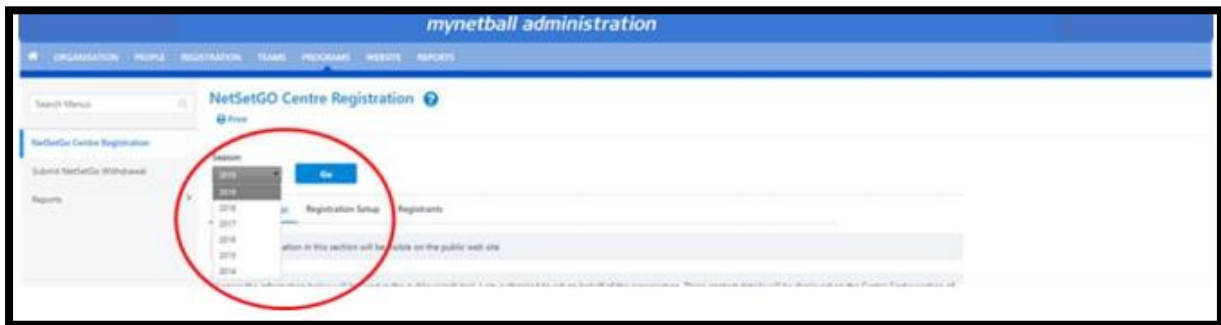 mynetball administration
ORGANISATION PEOPLE REGISTRATION TEAMS PROGRAMS WEBSITE REPORTS
Search Menus
NetSetGO Centre Registration
Print
NetSetGo Centre Registration
Season
Submit NetSetGo Withdrawal
2019
Go
Reports
2019
2018
Registration Setup Registrants
2017
2016
ation in this section will be visible on the public web site
2015
2014